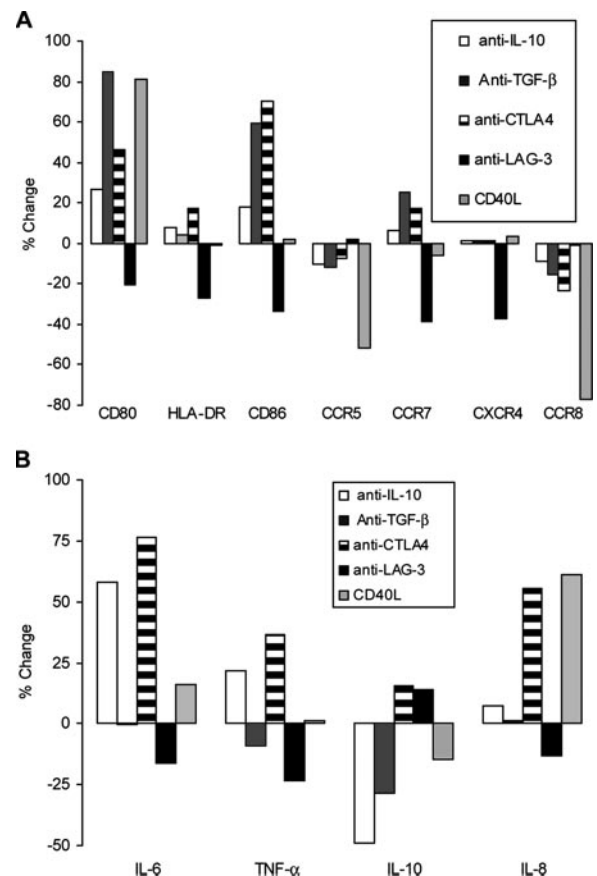 A
anti-IL-10
Anti-TGF-β
anti-CTLA4
anti-LAG-3
CD40L
% Change
100
80
60
40
20
0
-20
-40
-60
-80
CD80 HLA-DR CD86 CCR5 CCR7 CXCR4 CCR8
B
anti-IL-10
Anti-TGF-β
anti-CTLA4
anti-LAG-3
CD40L
% Change
100
75
50
25
0
-25
-50
IL-6 TNF-α IL-10 IL-8